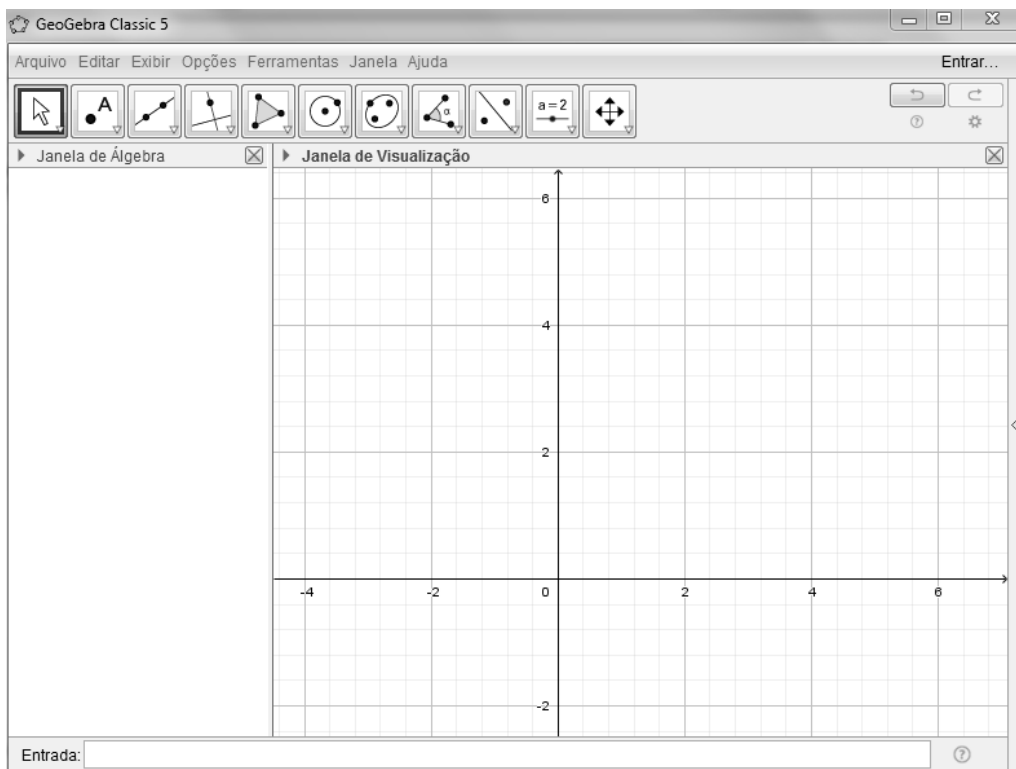 GeoGebra Classic 5
Arquivo Editar Exibir Opções Ferramentas Janela Ajuda Entrar...
A α a=2
Janela de Álgebra Janela de Visualização
6
4
2
-4 -2 0 2 4 6
-2
Entrada: